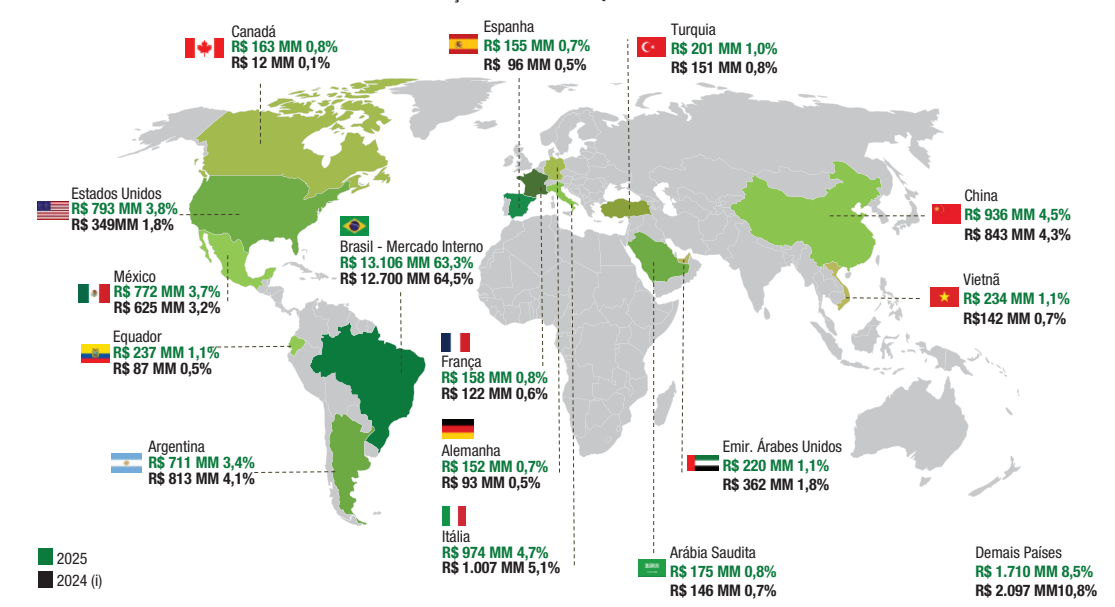 Canadá
R$ 163 MM 0,8%
R$ 12 MM 0,1%
Espanha
R$ 155 MM 0,7%
R$ 96 MM 0,5%
Turquia
R$ 201 MM 1,0%
R$ 151 MM 0,8%
Estados Unidos
R$ 793 MM 3,8%
R$ 349MM 1,8%
Brasil - Mercado Interno
R$ 13.106 MM 63,3%
R$ 12.700 MM 64,5%
China
R$ 936 MM 4,5%
R$ 843 MM 4,3%
México
R$ 772 MM 3,7%
R$ 625 MM 3,2%
Vietnã
R$ 234 MM 1,1%
R$142 MM 0,7%
Equador
R$ 237 MM 1,1%
R$ 87 MM 0,5%
França
R$ 158 MM 0,8%
R$ 122 MM 0,6%
Argentina
R$ 711 MM 3,4%
R$ 813 MM 4,1%
Alemanha
R$ 152 MM 0,7%
R$ 93 MM 0,5%
Emir. Árabes Unidos
R$ 220 MM 1,1%
R$ 362 MM 1,8%
Itália
R$ 974 MM 4,7%
R$ 1.007 MM 5,1%
Arábia Saudita
R$ 175 MM 0,8%
R$ 146 MM 0,7%
Demais Países
R$ 1.710 MM 8,5%
R$ 2.097 MM10,8%
2025
2024 (i)